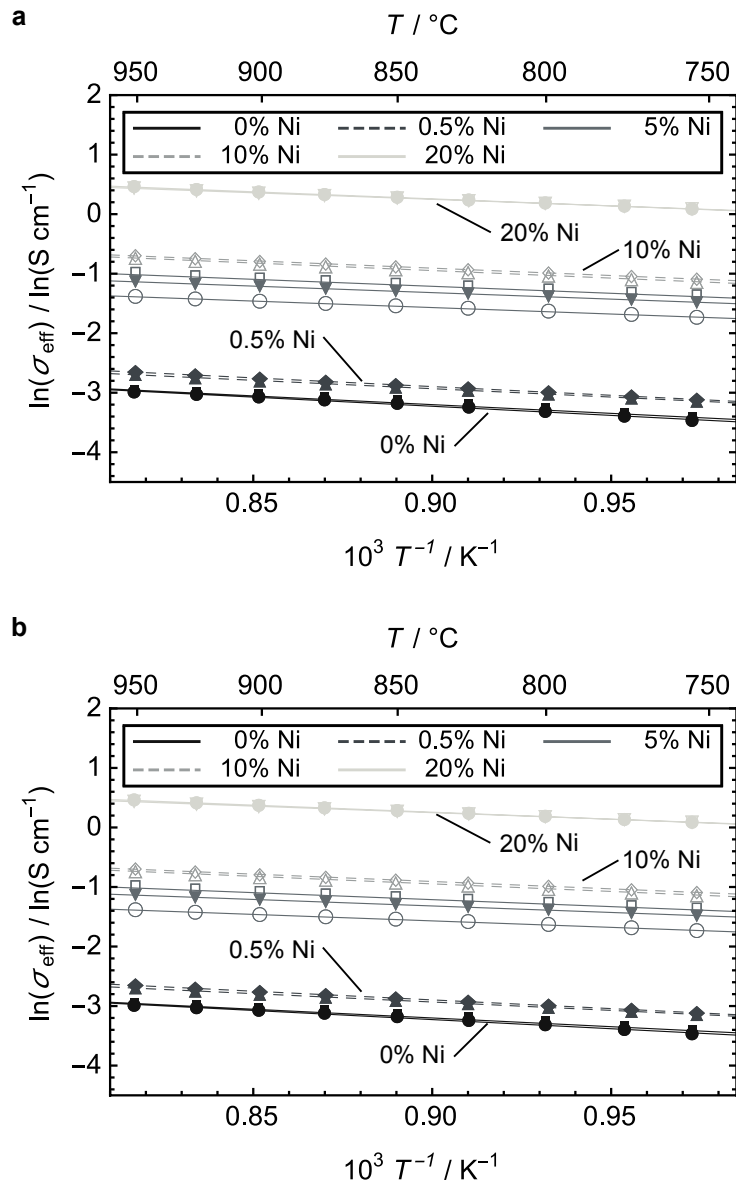 a
T / °C
950 900 850 800 750
2
0% Ni 0.5% Ni 5% Ni
10% Ni 20% Ni
1
0
20% Ni
10% Ni
−1
−2
0.5% Ni
−3
0% Ni
−4
ln(σeff) / ln(S cm⁻¹)
0.85 0.90 0.95
10³ T⁻¹ / K⁻¹
b
T / °C
950 900 850 800 750
2
0% Ni 0.5% Ni 5% Ni
10% Ni 20% Ni
1
0
20% Ni
10% Ni
−1
−2
0.5% Ni
−3
0% Ni
−4
ln(σeff) / ln(S cm⁻¹)
0.85 0.90 0.95
10³ T⁻¹ / K⁻¹